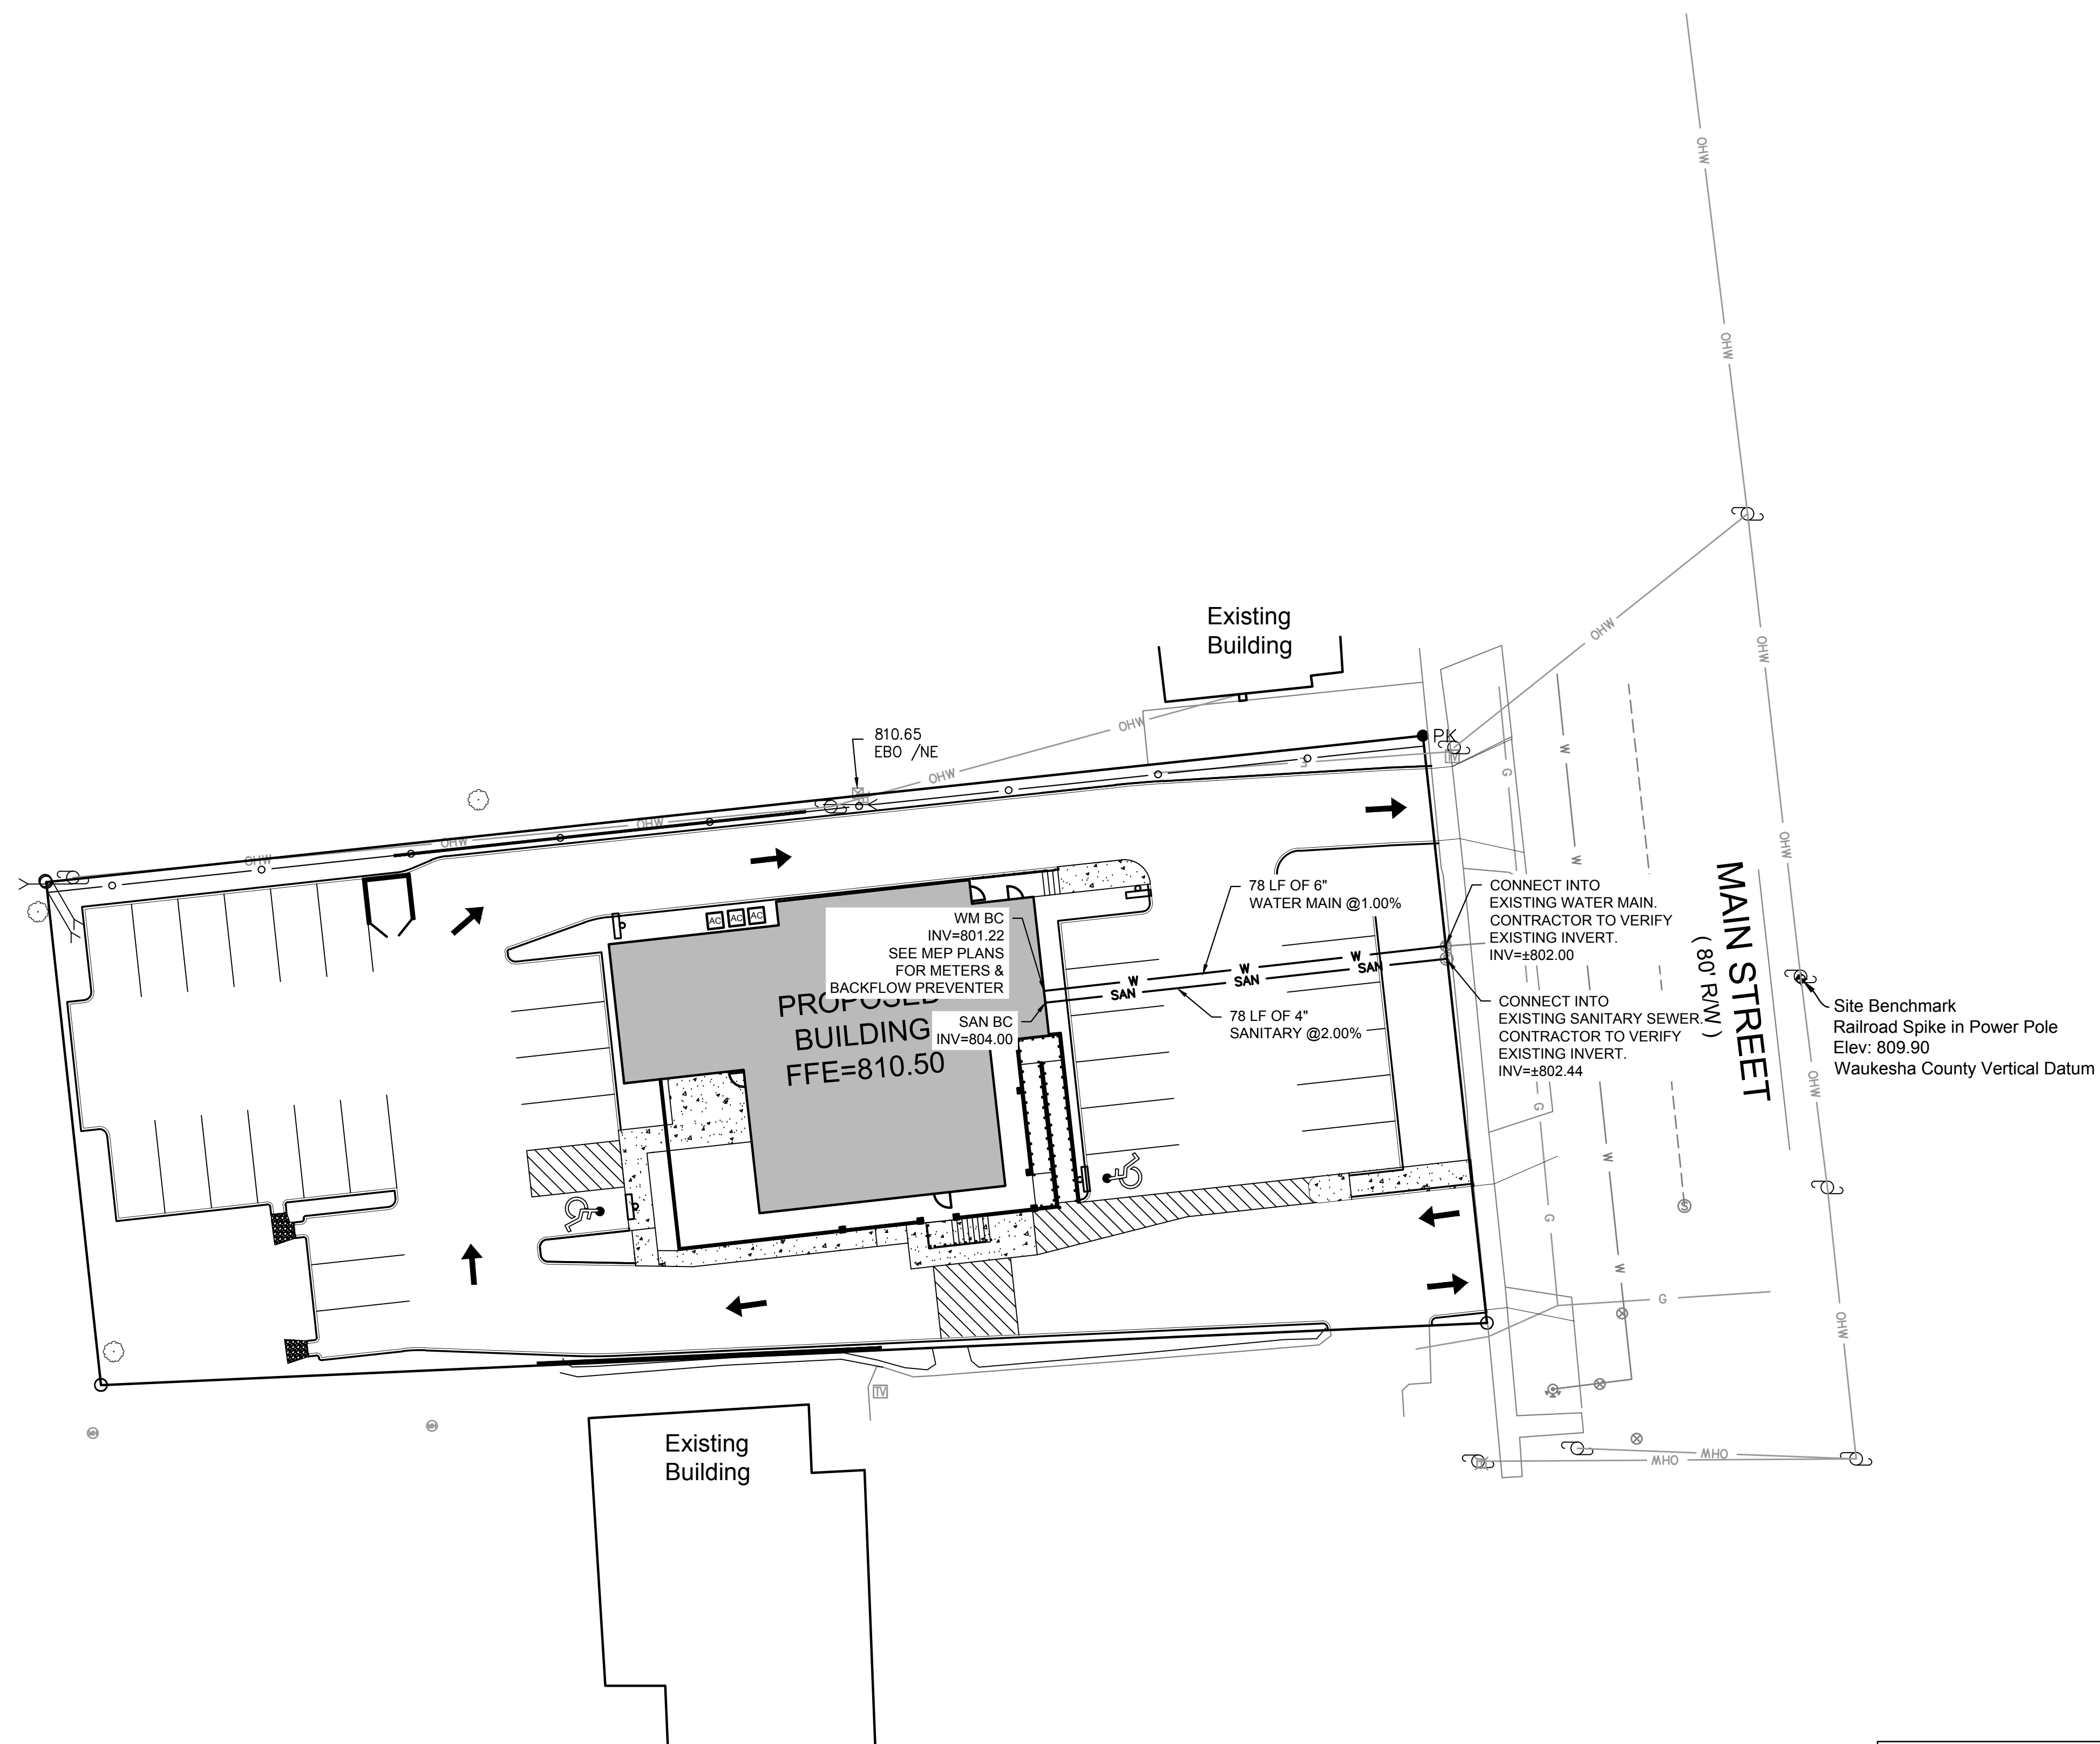 OHW
OHW
OHW
OHW
OHW
OHW
OHW
OHW
Existing
Building
OHW
OHW
OHW
OHW
OHW
810.65
EBO /NE
PK
TV
E
G
W
W
W
W
G
G
G
MAIN STREET
( 80' R/W )
AC
AC
AC
WM BC
INV=801.22
SEE MEP PLANS
FOR METERS &
BACKFLOW PREVENTER
SAN BC
INV=804.00
PROPOSED
BUILDING
FFE=810.50
78 LF OF 6"
WATER MAIN @1.00%
W
W
W
SAN
SAN
SAN
78 LF OF 4"
SANITARY @2.00%
CONNECT INTO
EXISTING WATER MAIN.
CONTRACTOR TO VERIFY
EXISTING INVERT.
INV=±802.00
CONNECT INTO
EXISTING SANITARY SEWER.
CONTRACTOR TO VERIFY
EXISTING INVERT.
INV=±802.44
Site Benchmark
Railroad Spike in Power Pole
Elev: 809.90
Waukesha County Vertical Datum
S
TV
Existing
Building
OHW
OHW